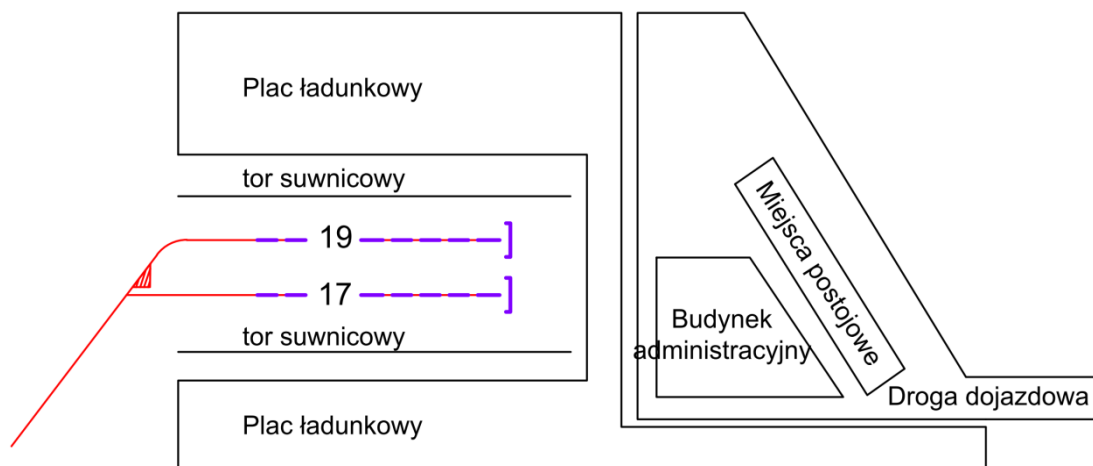 Plac ładunkowy
tor suwnicowy
19
17
tor suwnicowy
Plac ładunkowy
Miejsca postojowe
Budynek
administracyjny
Droga dojazdowa